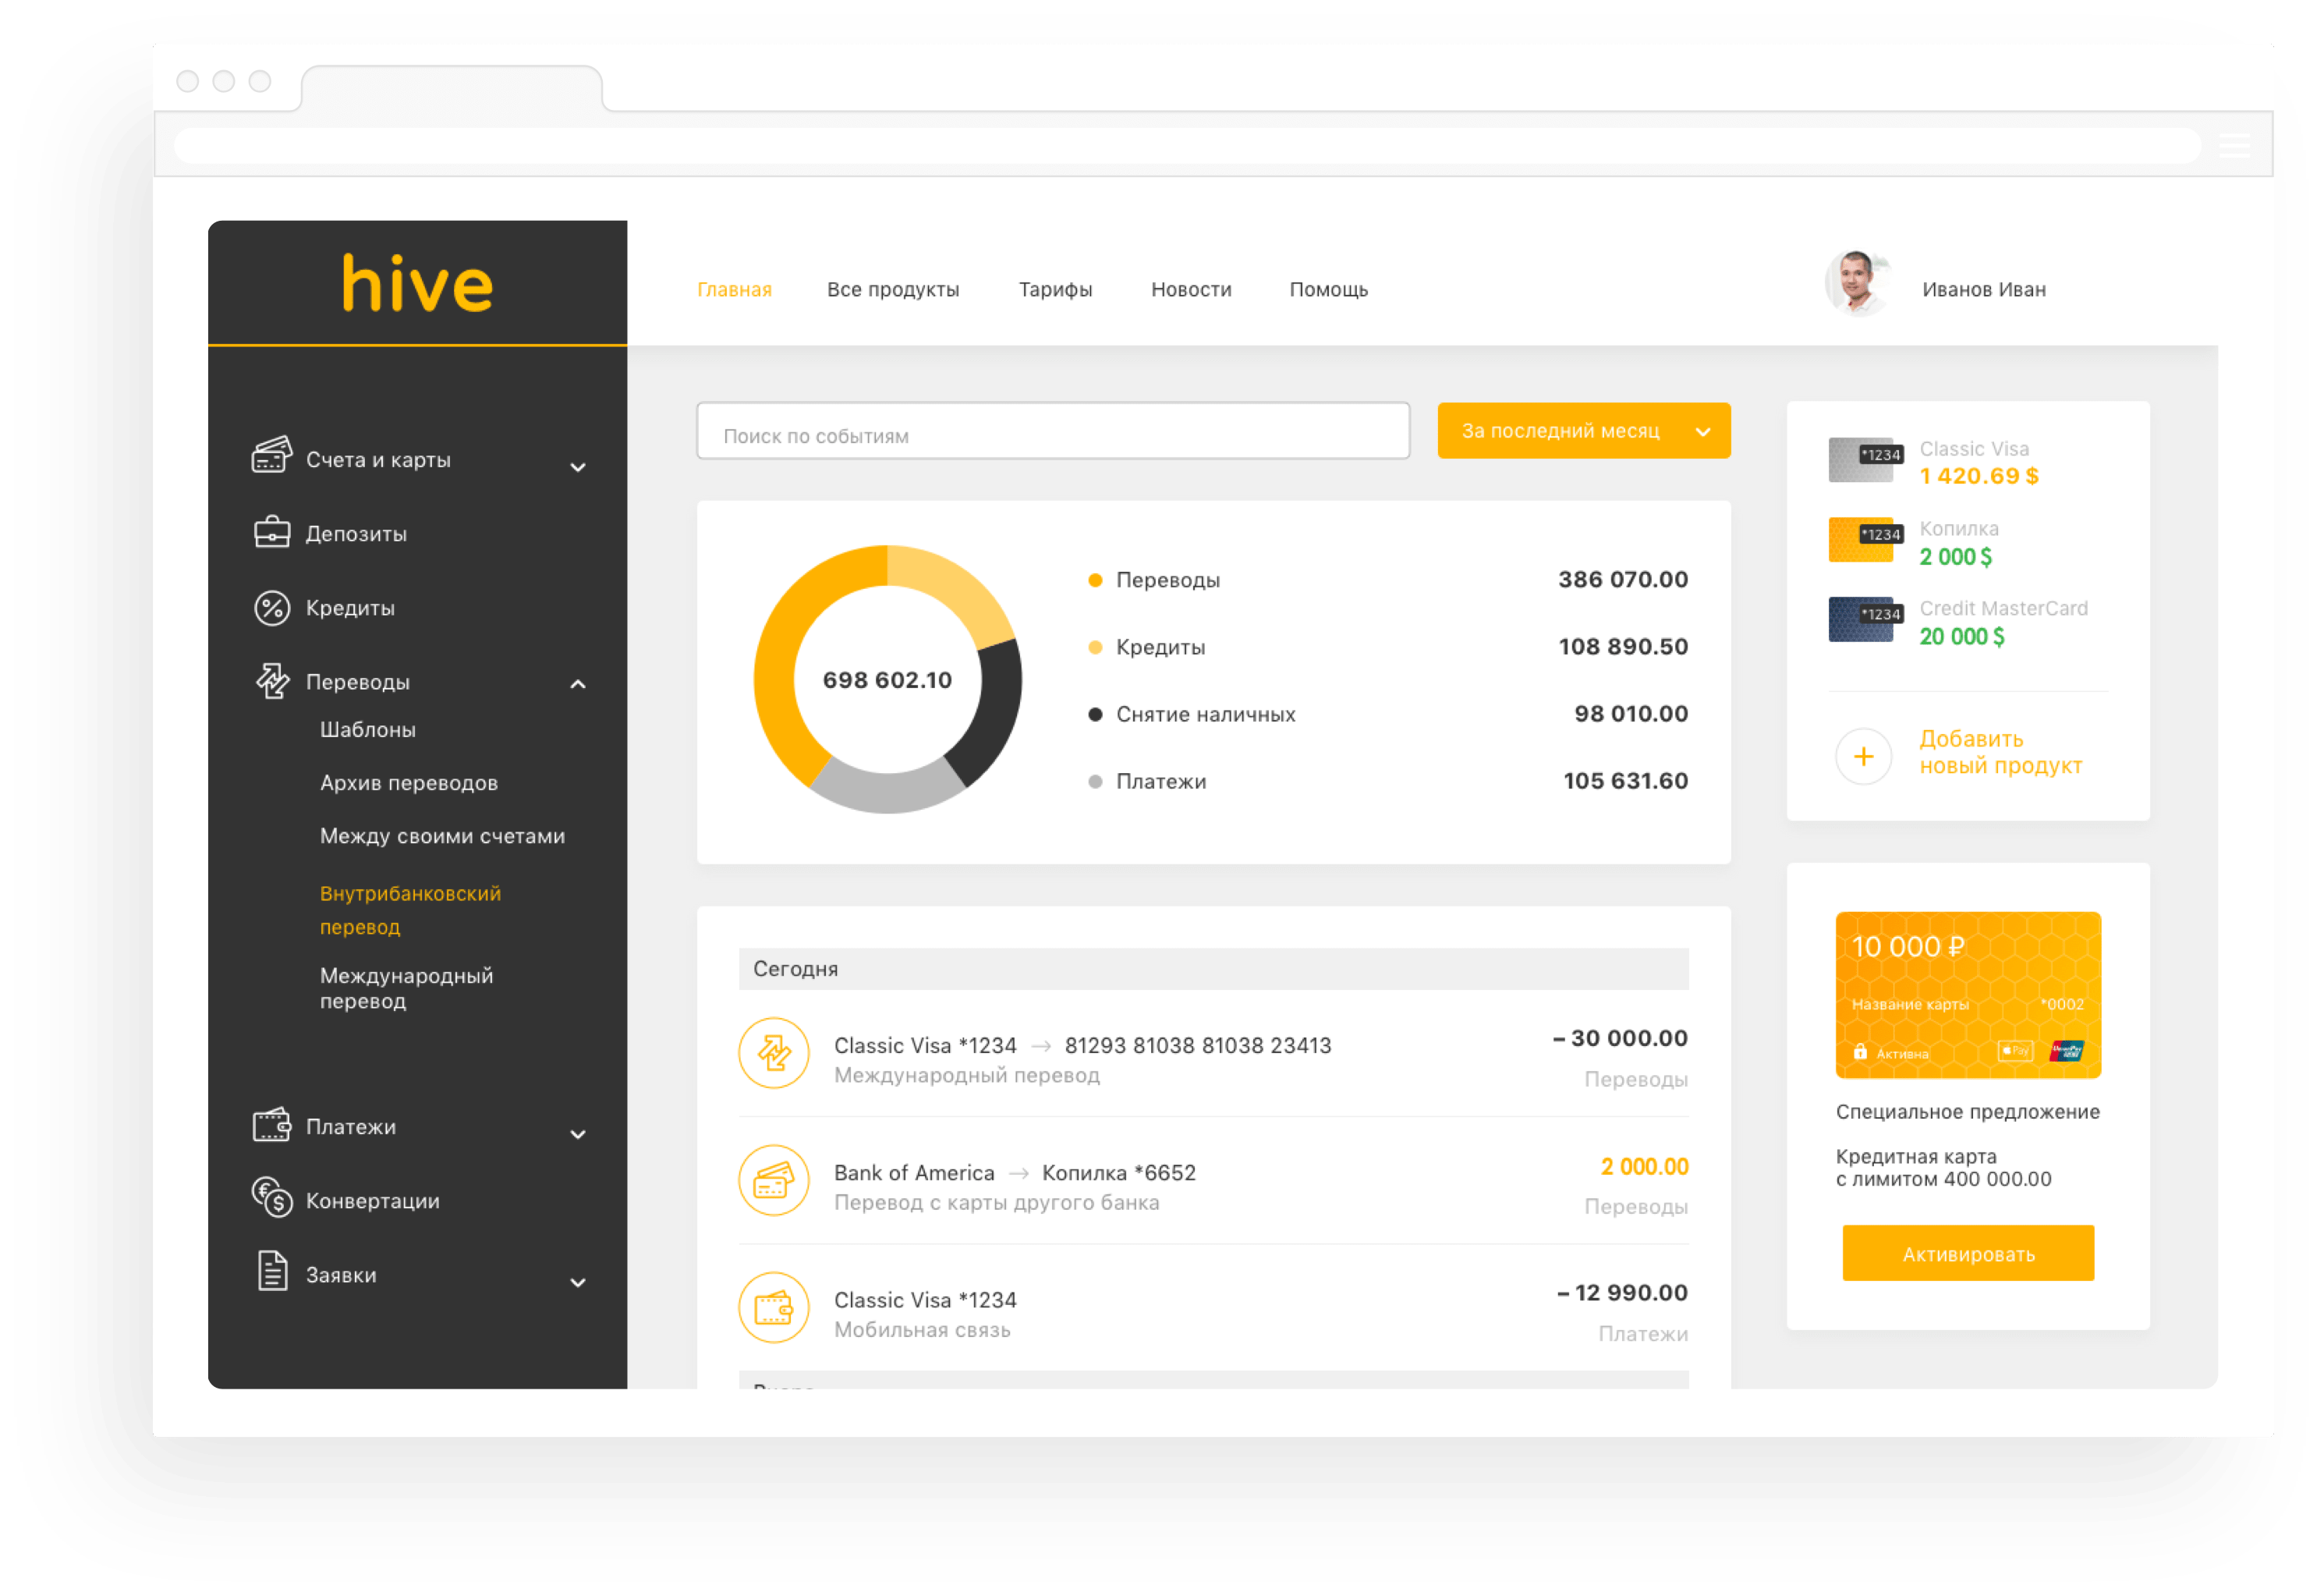 hive
Главная Все продукты Тарифы Новости Помощь
Иванов Иван
Счета и карты
Депозиты
Кредиты
Переводы
Шаблоны
Архив переводов
Между своими счетами
Внутрибанковский
перевод
Международный
перевод
Платежи
Конвертации
Заявки
Поиск по событиям
За последний месяц
698 602.10
Переводы 386 070.00
Кредиты 108 890.50
Снятие наличных 98 010.00
Платежи 105 631.60
Сегодня
Classic Visa *1234 → 81293 81038 81038 23413
– 30 000.00
Международный перевод
Переводы
Bank of America → Копилка *6652
2 000.00
Перевод с карты другого банка
Переводы
Classic Visa *1234
– 12 990.00
Мобильная связь
Платежи
*1234
Classic Visa
1 420.69 $
*1234
Копилка
2 000 $
*1234
Credit MasterCard
20 000 $
+
Добавить
новый продукт
10 000 ₽
Название карты *0002
Активна
Pay
UnionPay
Специальное предложение
Кредитная карта
с лимитом 400 000.00
Активировать